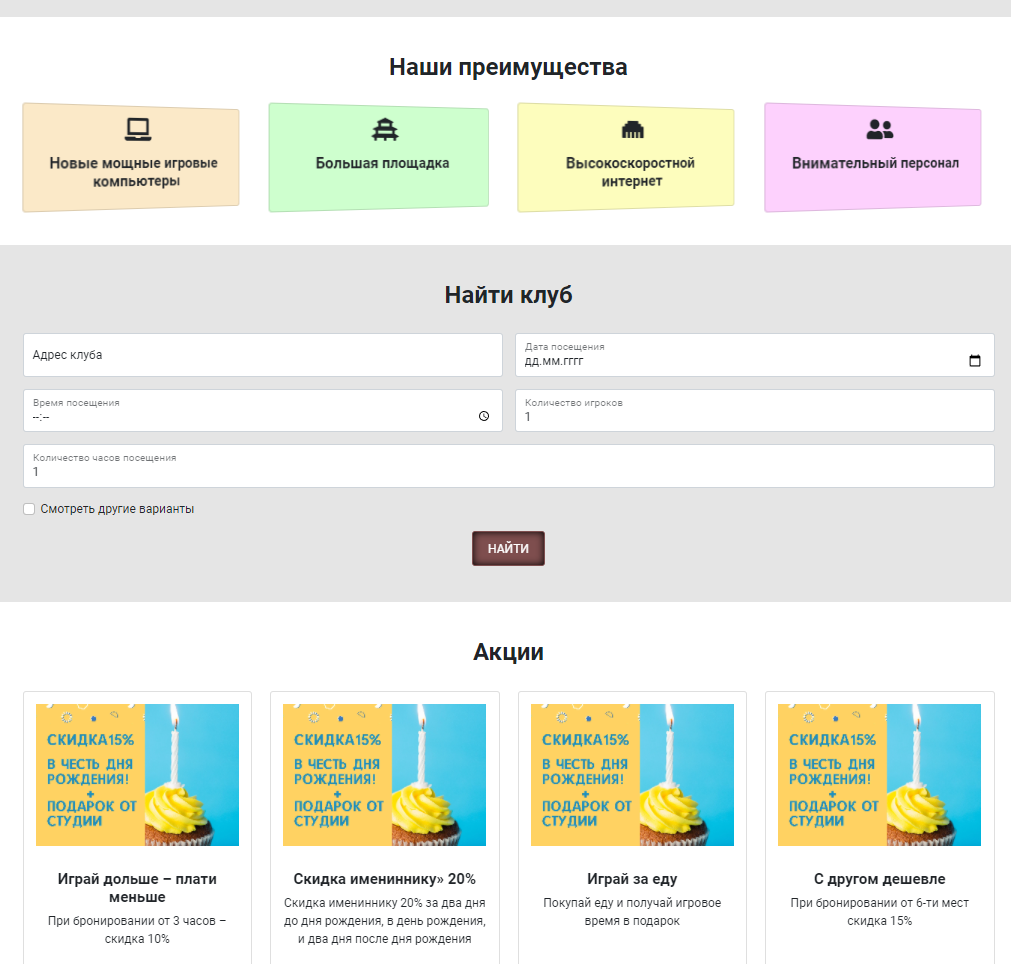 Наши преимущества
Новые мощные игровые
компьютеры
Большая площадка
Высокоскоростной
интернет
Внимательный персонал
Найти клуб
Адрес клуба
Дата посещения
дд.мм.гггг
Время посещения
--:--
Количество игроков
1
Количество часов посещения
1
Смотреть другие варианты
НАЙТИ
Акции
СКИДКА15%
В ЧЕСТЬ ДНЯ
РОЖДЕНИЯ!
+
ПОДАРОК ОТ
СТУДИИ
Играй дольше – плати
меньше
При бронировании от 3 часов –
скидка 10%
СКИДКА15%
В ЧЕСТЬ ДНЯ
РОЖДЕНИЯ!
+
ПОДАРОК ОТ
СТУДИИ
Скидка имениннику» 20%
Скидка имениннику 20% за два дня
до дня рождения, в день рождения,
и два дня после дня рождения
СКИДКА15%
В ЧЕСТЬ ДНЯ
РОЖДЕНИЯ!
+
ПОДАРОК ОТ
СТУДИИ
Играй за еду
Покупай еду и получай игровое
время в подарок
СКИДКА15%
В ЧЕСТЬ ДНЯ
РОЖДЕНИЯ!
+
ПОДАРОК ОТ
СТУДИИ
С другом дешевле
При бронировании от 6-ти мест
скидка 15%